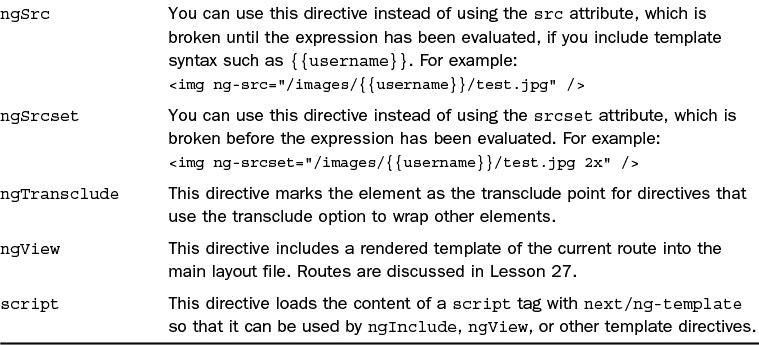 ngSrc You can use this directive instead of using the src attribute, which is
broken until the expression has been evaluated, if you include template
syntax such as {{username}}. For example:
<img ng-src="/images/{{username}}/test.jpg" />
ngSrcset You can use this directive instead of using the srcset attribute, which is
broken before the expression has been evaluated. For example:
<img ng-srcset="/images/{{username}}/test.jpg 2x" />
ngTransclude This directive marks the element as the transclude point for directives that
use the transclude option to wrap other elements.
ngView This directive includes a rendered template of the current route into the
main layout file. Routes are discussed in Lesson 27.
script This directive loads the content of a script tag with next/ng-template
so that it can be used by ngInclude, ngView, or other template directives.